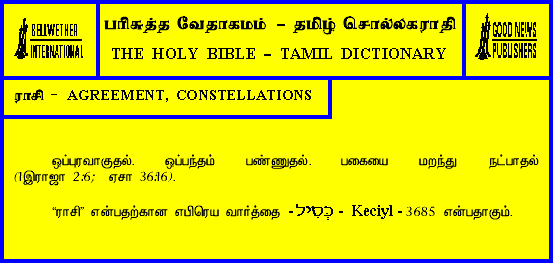 BELLWETHER
INTERNATIONAL
பரிசுத்த வேதாகமம் – தமிழ் சொல்லகராதி
THE HOLY BIBLE – TAMIL DICTIONARY
GOOD NEWS
PUBLISHERS
ராசி – AGREEMENT, CONSTELLATIONS
ஒப்புரவாகுதல். ஒப்பந்தம் பண்ணுதல். பகையை மறந்து நட்பாதல்
(1இராஜா 2:6; ஏசா 36:16).
"ராசி" என்பதற்கான எபிரெய வார்த்தை - כְּסִיל - Keciyl - 3685 என்பதாகும்.